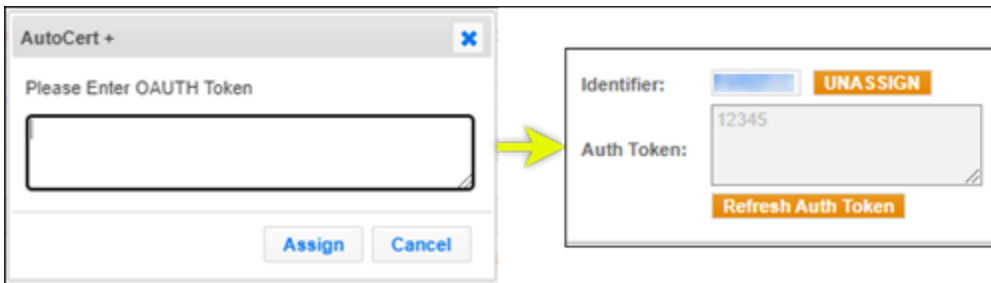 AutoCert +
Please Enter OAUTH Token
Assign Cancel
Identifier: UNASSIGN
Auth Token: 12345
Refresh Auth Token